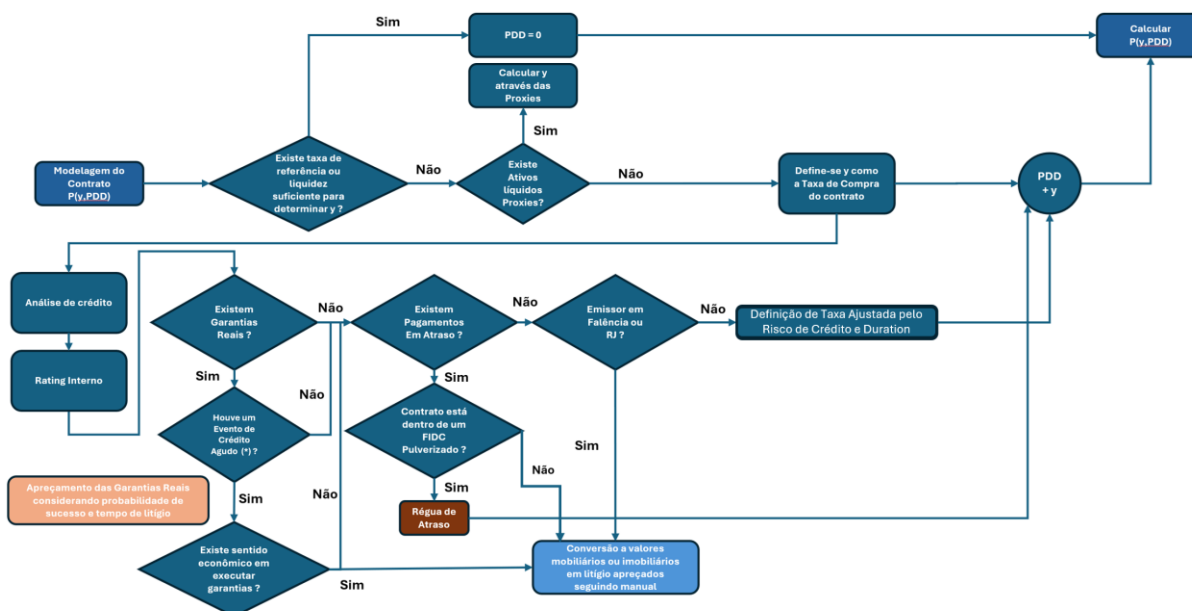 Sim
PDD = 0
Calcular
P(y,PDD)
Calcular y
através das
Proxies
Sim
Modelagem do
Contrato
P(y,PDD)
Existe taxa de
referência ou
liquidez
suficiente para
determinar y ?
Não
Existe
Ativos
líquidos
Proxies?
Não
Define-se y como
a Taxa de Compra
do contrato
PDD
+ y
Análise de crédito
Rating Interno
Existem
Garantias
Reais ?
Não
Existem
Pagamentos
Em Atraso ?
Não
Emissor em
Falência ou
RJ ?
Não
Definição de Taxa Ajustada pelo
Risco de Crédito e Duration
Sim
Não
Sim
Houve um
Evento de
Crédito
Agudo (*) ?
Contrato está
dentro de um
FIDC
Pulverizado ?
Sim
Não
Apreçamento das Garantias Reais
considerando probabilidade de
sucesso e tempo de litígio
Sim
Não
Sim
Régua de
Atraso
Existe sentido
econômico em
executar
garantias ?
Sim
Conversão a valores
mobiliários ou imobiliários
em litígio apreçados
seguindo manual